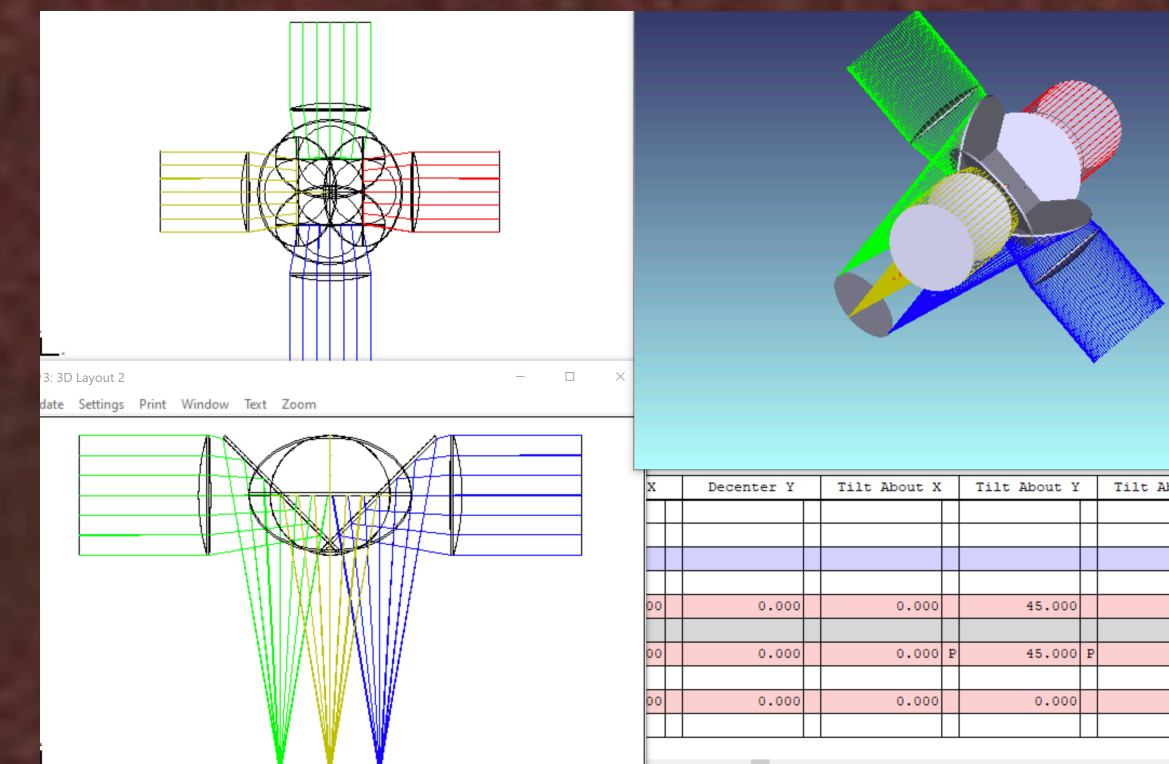 3: 3D Layout 2
date Settings Print Window Text Zoom
X Decenter Y Tilt About X Tilt About Y Tilt Ab
00 0.000 0.000 45.000
00 0.000 0.000 P 45.000 P
00 0.000 0.000 0.000